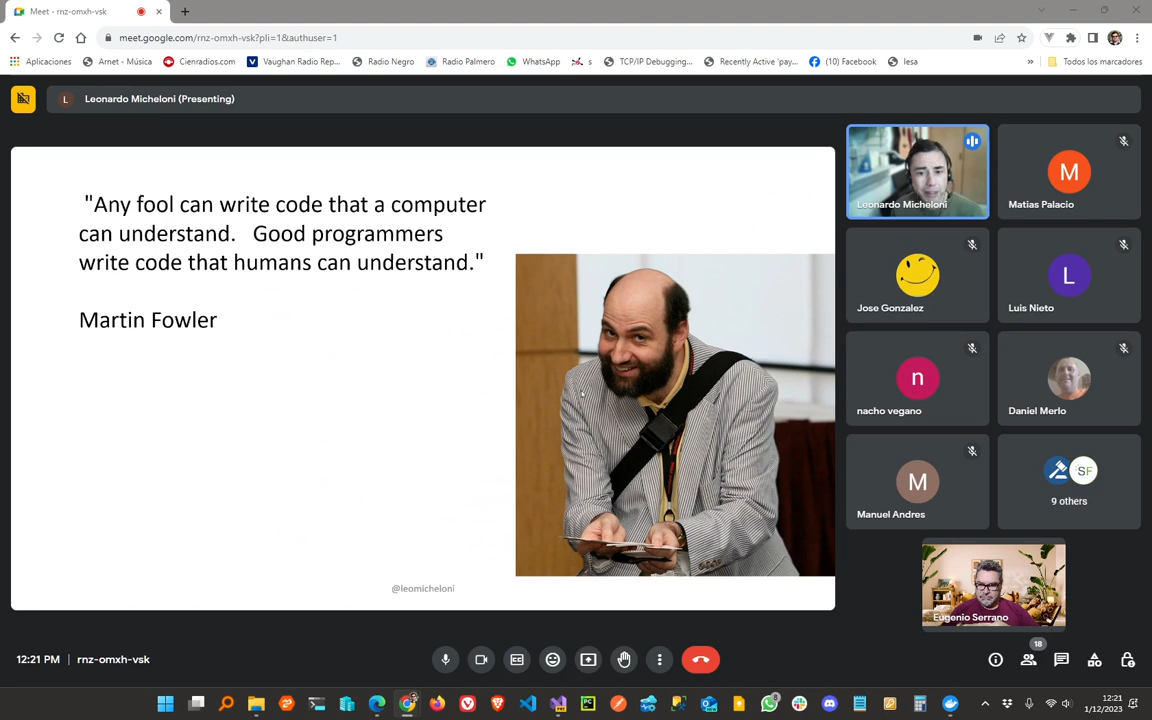 Meet - rnz-omxh-vsk
meet.google.com/rnz-omxh-vsk?pli=1&authuser=1
Aplicaciones
Arnet - Música
Cienradios.com
Vaughan Radio Rep...
Radio Negro
Radio Palmero
WhatsApp
s
TCP/IP Debugging...
Recently Active 'pay...
(10) Facebook
Iesa
»
Todos los marcadores
L
Leonardo Micheloni (Presenting)
"Any fool can write code that a computer
can understand. Good programmers
write code that humans can understand."
Martin Fowler
@leomicheloni
Leonardo Micheloni
M
Matias Palacio
Jose Gonzalez
L
Luis Nieto
n
nacho vegano
Daniel Merlo
M
Manuel Andres
SF
9 others
Eugenio Serrano
12:21 PM | rnz-omxh-vsk
18
8
12:21
1/12/2023